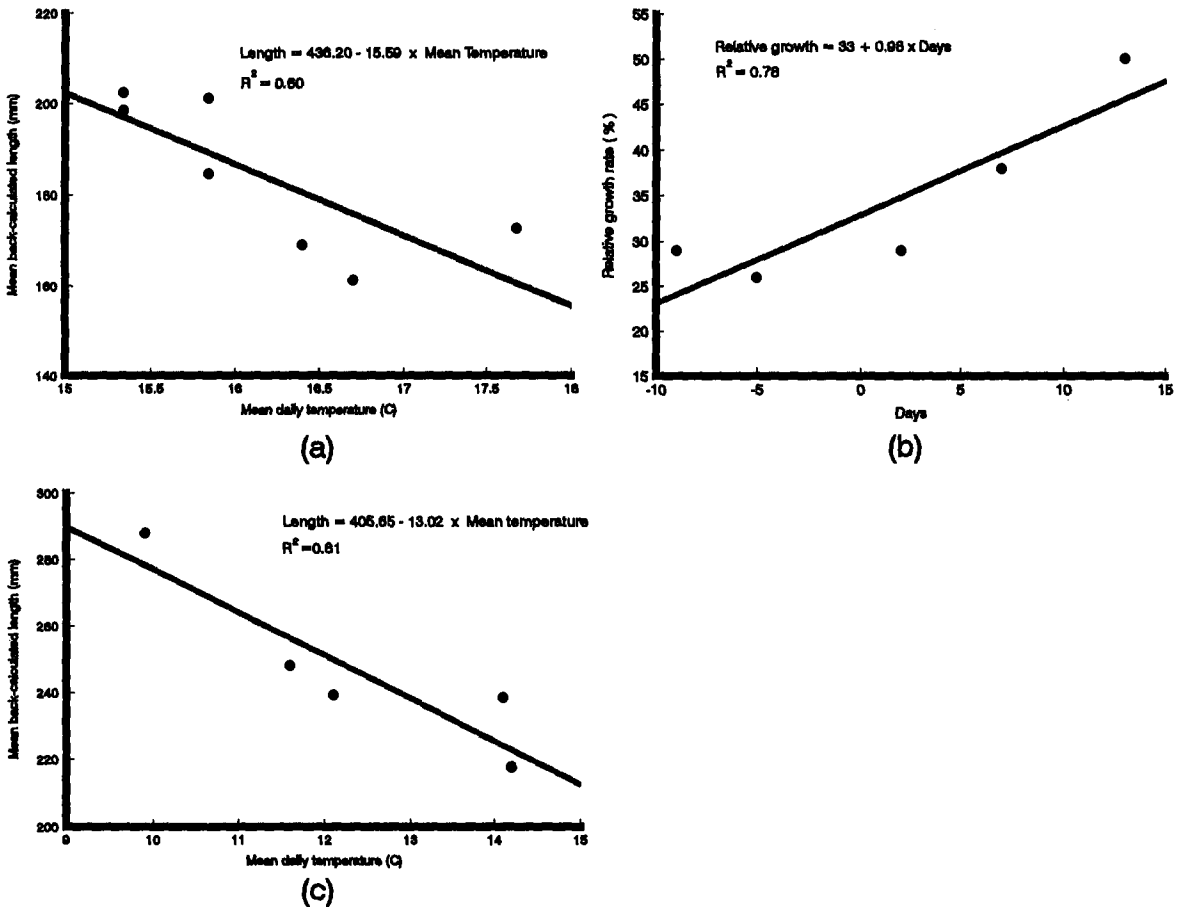 220
200
180
160
140
Mean back-calculated length (mm)
Length = 436.20 - 15.59 x Mean Temperature
R² = 0.60
15
15.5
16
16.5
17
17.5
18
Mean daily temperature (C)
(a)
55
50
45
40
35
30
25
20
15
Relative growth rate (%)
Relative growth = 33 + 0.98 x Days
R² = 0.78
-10
-5
0
5
10
15
Days
(b)
300
280
260
240
220
200
Mean back-calculated length (mm)
Length = 405.65 - 13.02 x Mean temperature
R² =0.81
9
10
11
12
13
14
15
Mean daily temperature (C)
(c)